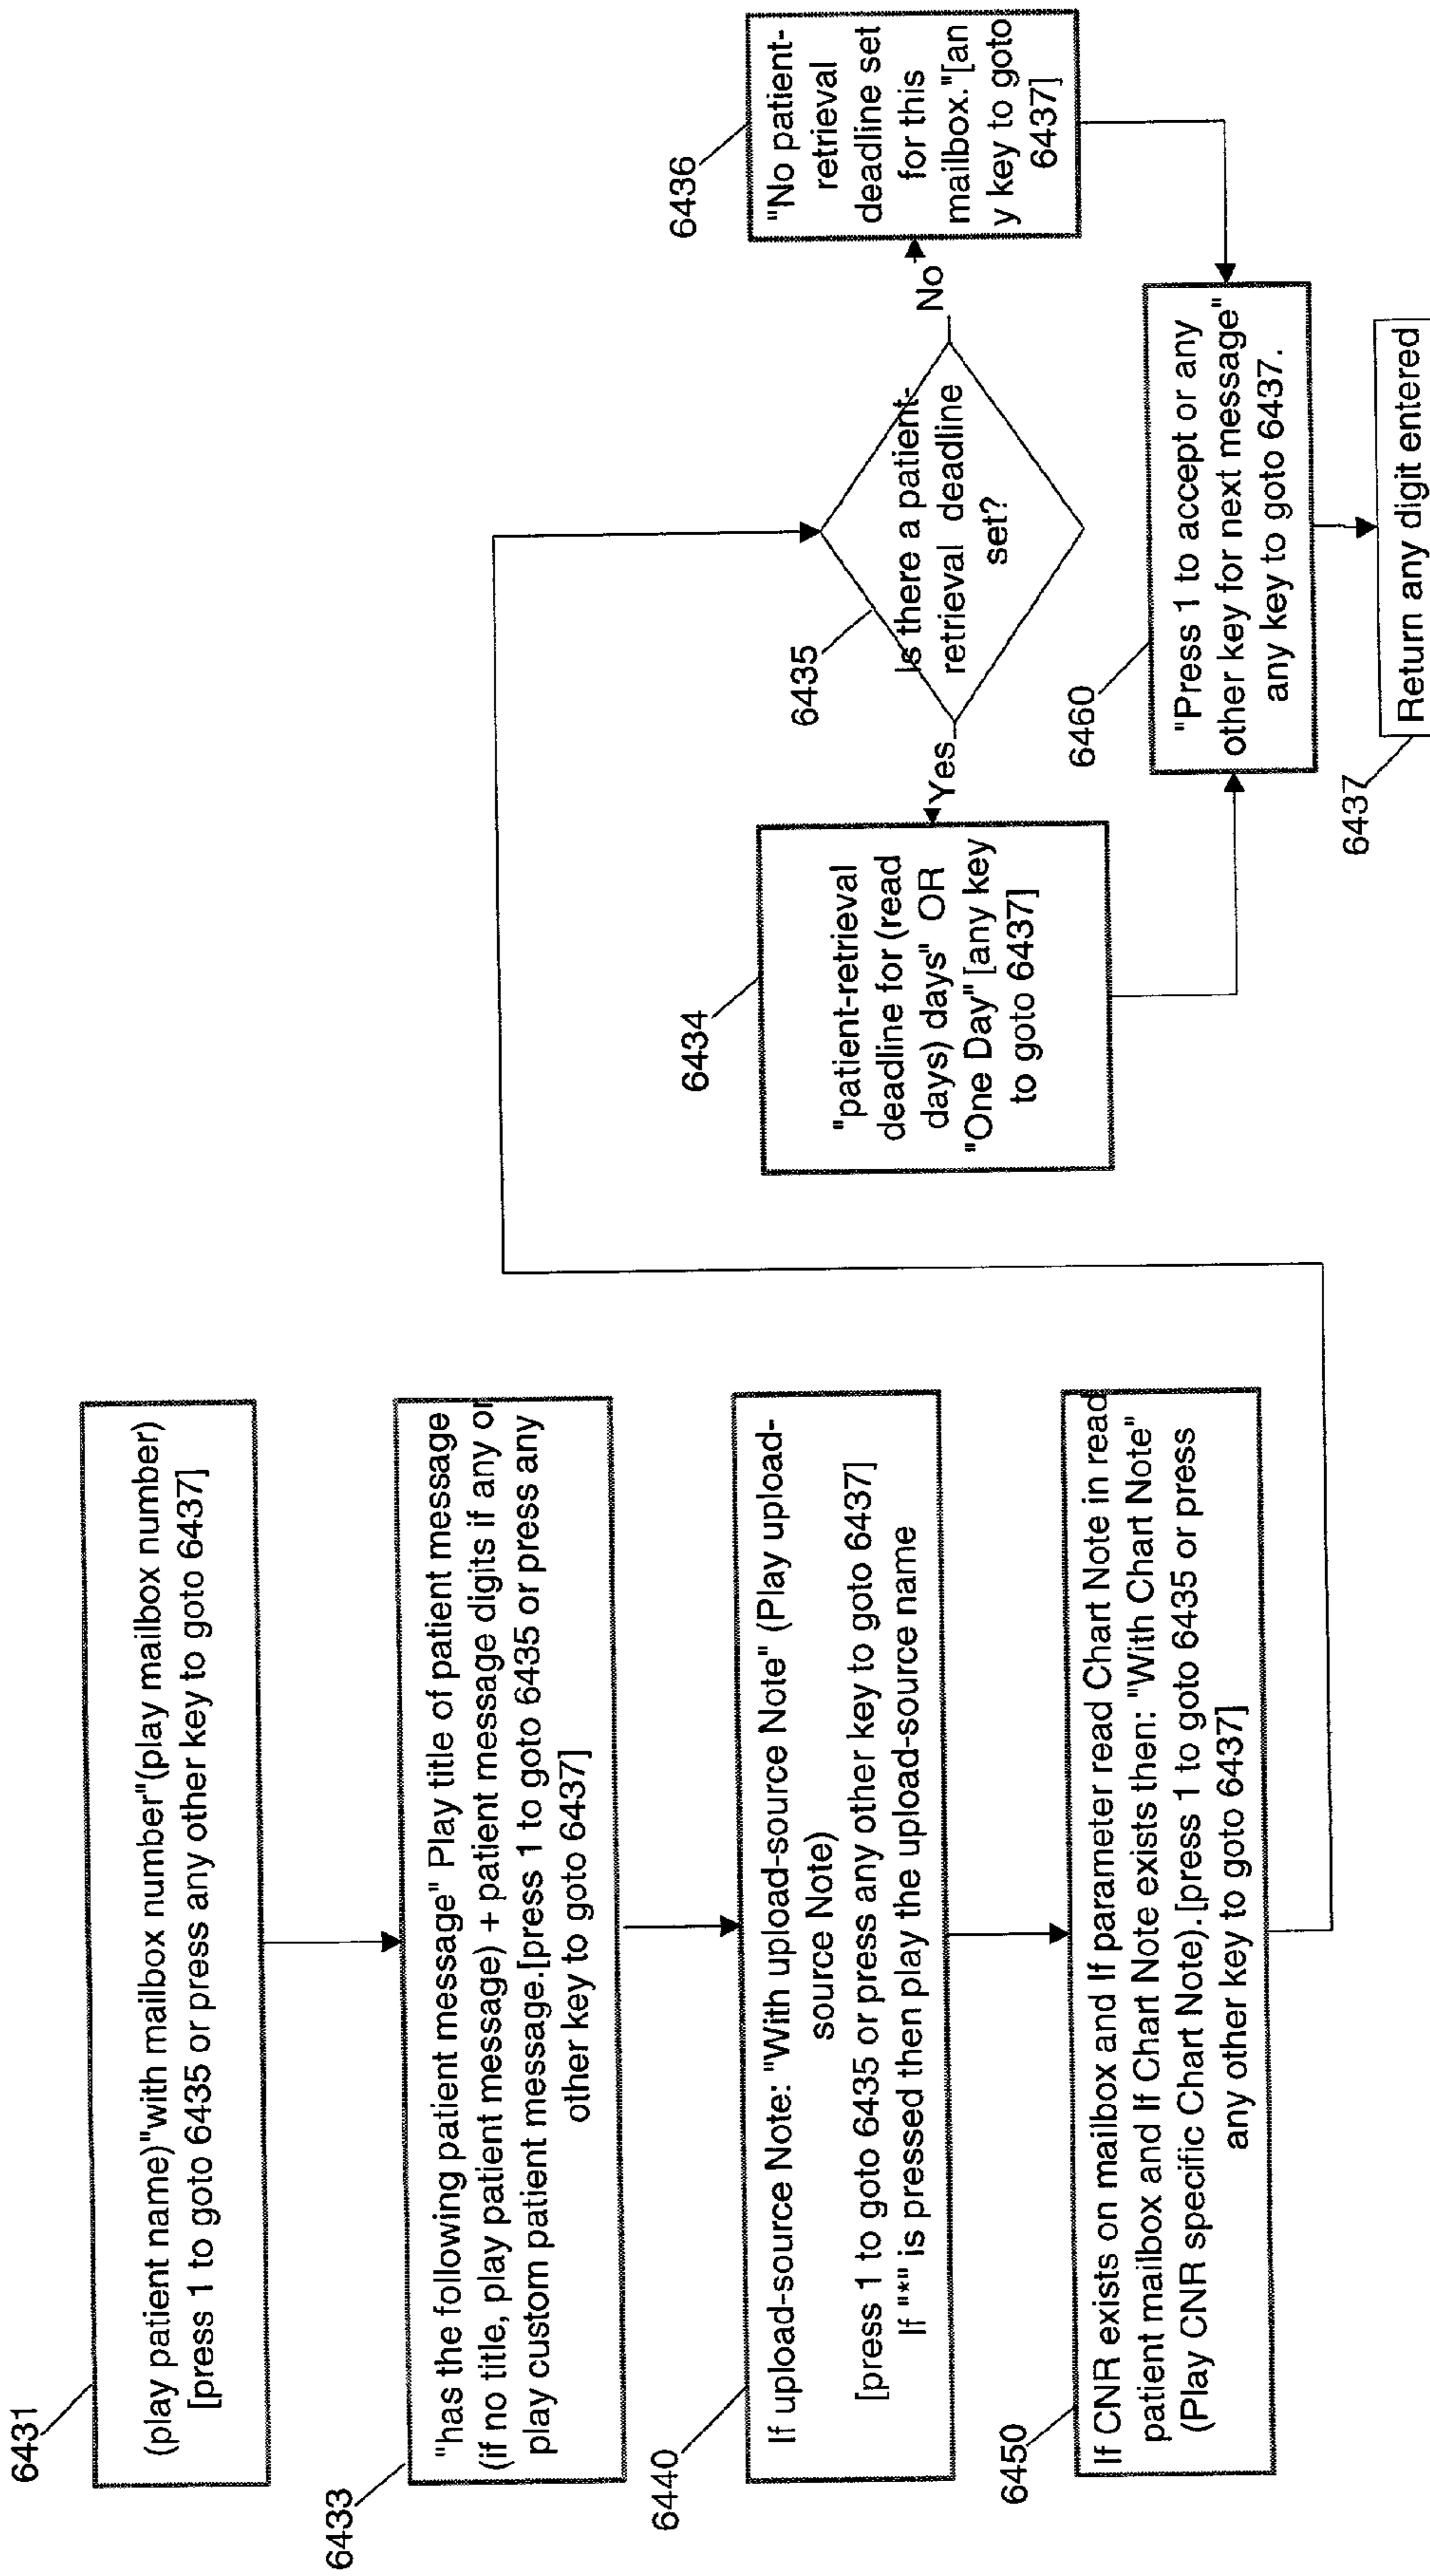 6431
(play patient name)"with mailbox number"(play mailbox number)
[press 1 to goto 6435 or press any other key to goto 6437]
6433
"has the following patient message" Play title of patient message
(if no title, play patient message) + patient message digits if any or
play custom patient message.[press 1 to goto 6435 or press any
other key to goto 6437]
6440
If upload-source Note: "With upload-source Note" (Play upload-
source Note)
[press 1 to goto 6435 or press any other key to goto 6437]
If "*" is pressed then play the upload-source name
6450
If CNR exists on mailbox and If parameter read Chart Note in read
patient mailbox and If Chart Note exists then: "With Chart Note"
(Play CNR specific Chart Note).[press 1 to goto 6435 or press
any other key to goto 6437]
6435
Is there a patient-
retrieval deadline
set?
Yes
No
6434
"patient-retrieval
deadline for (read
days) days" OR
"One Day" [any key
to goto 6437]
6436
"No patient-
retrieval
deadline set
for this
mailbox."[an
y key to goto
6437]
6460
"Press 1 to accept or any
other key for next message"
any key to goto 6437.
6437
Return any digit entered